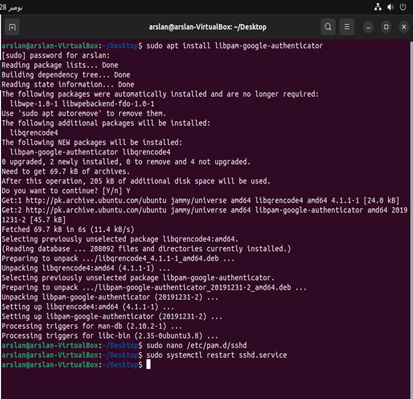 28 نومبر
arslan@arslan-VirtualBox: ~/Desktop
arslan@arslan-VirtualBox:~/Desktop$ sudo apt install libpam-google-authenticator
[sudo] password for arslan:
Reading package lists... Done
Building dependency tree... Done
Reading state information... Done
The following packages were automatically installed and are no longer required:
libwpe-1.0-1 libwpebackend-fdo-1.0-1
Use 'sudo apt autoremove' to remove them.
The following additional packages will be installed:
libqrencode4
The following NEW packages will be installed:
libpam-google-authenticator libqrencode4
0 upgraded, 2 newly installed, 0 to remove and 4 not upgraded.
Need to get 69.7 kB of archives.
After this operation, 205 kB of additional disk space will be used.
Do you want to continue? [Y/n] Y
Get:1 http://pk.archive.ubuntu.com/ubuntu jammy/universe amd64 libqrencode4 amd64 4.1.1-1 [24.0 kB]
Get:2 http://pk.archive.ubuntu.com/ubuntu jammy/universe amd64 libpam-google-authenticator amd64 2019
1231-2 [45.7 kB]
Fetched 69.7 kB in 6s (11.4 kB/s)
Selecting previously unselected package libqrencode4:amd64.
(Reading database ... 208092 files and directories currently installed.)
Preparing to unpack .../libqrencode4_4.1.1-1_amd64.deb ...
Unpacking libqrencode4:amd64 (4.1.1-1) ...
Selecting previously unselected package libpam-google-authenticator.
Preparing to unpack .../libpam-google-authenticator_20191231-2_amd64.deb ...
Unpacking libpam-google-authenticator (20191231-2) ...
Setting up libqrencode4:amd64 (4.1.1-1) ...
Setting up libpam-google-authenticator (20191231-2) ...
Processing triggers for man-db (2.10.2-1) ...
Processing triggers for libc-bin (2.35-0ubuntu3.8) ...
arslan@arslan-VirtualBox:~/Desktop$ sudo nano /etc/pam.d/sshd
arslan@arslan-VirtualBox:~/Desktop$ sudo systemctl restart sshd.service
arslan@arslan-VirtualBox:~/Desktop$